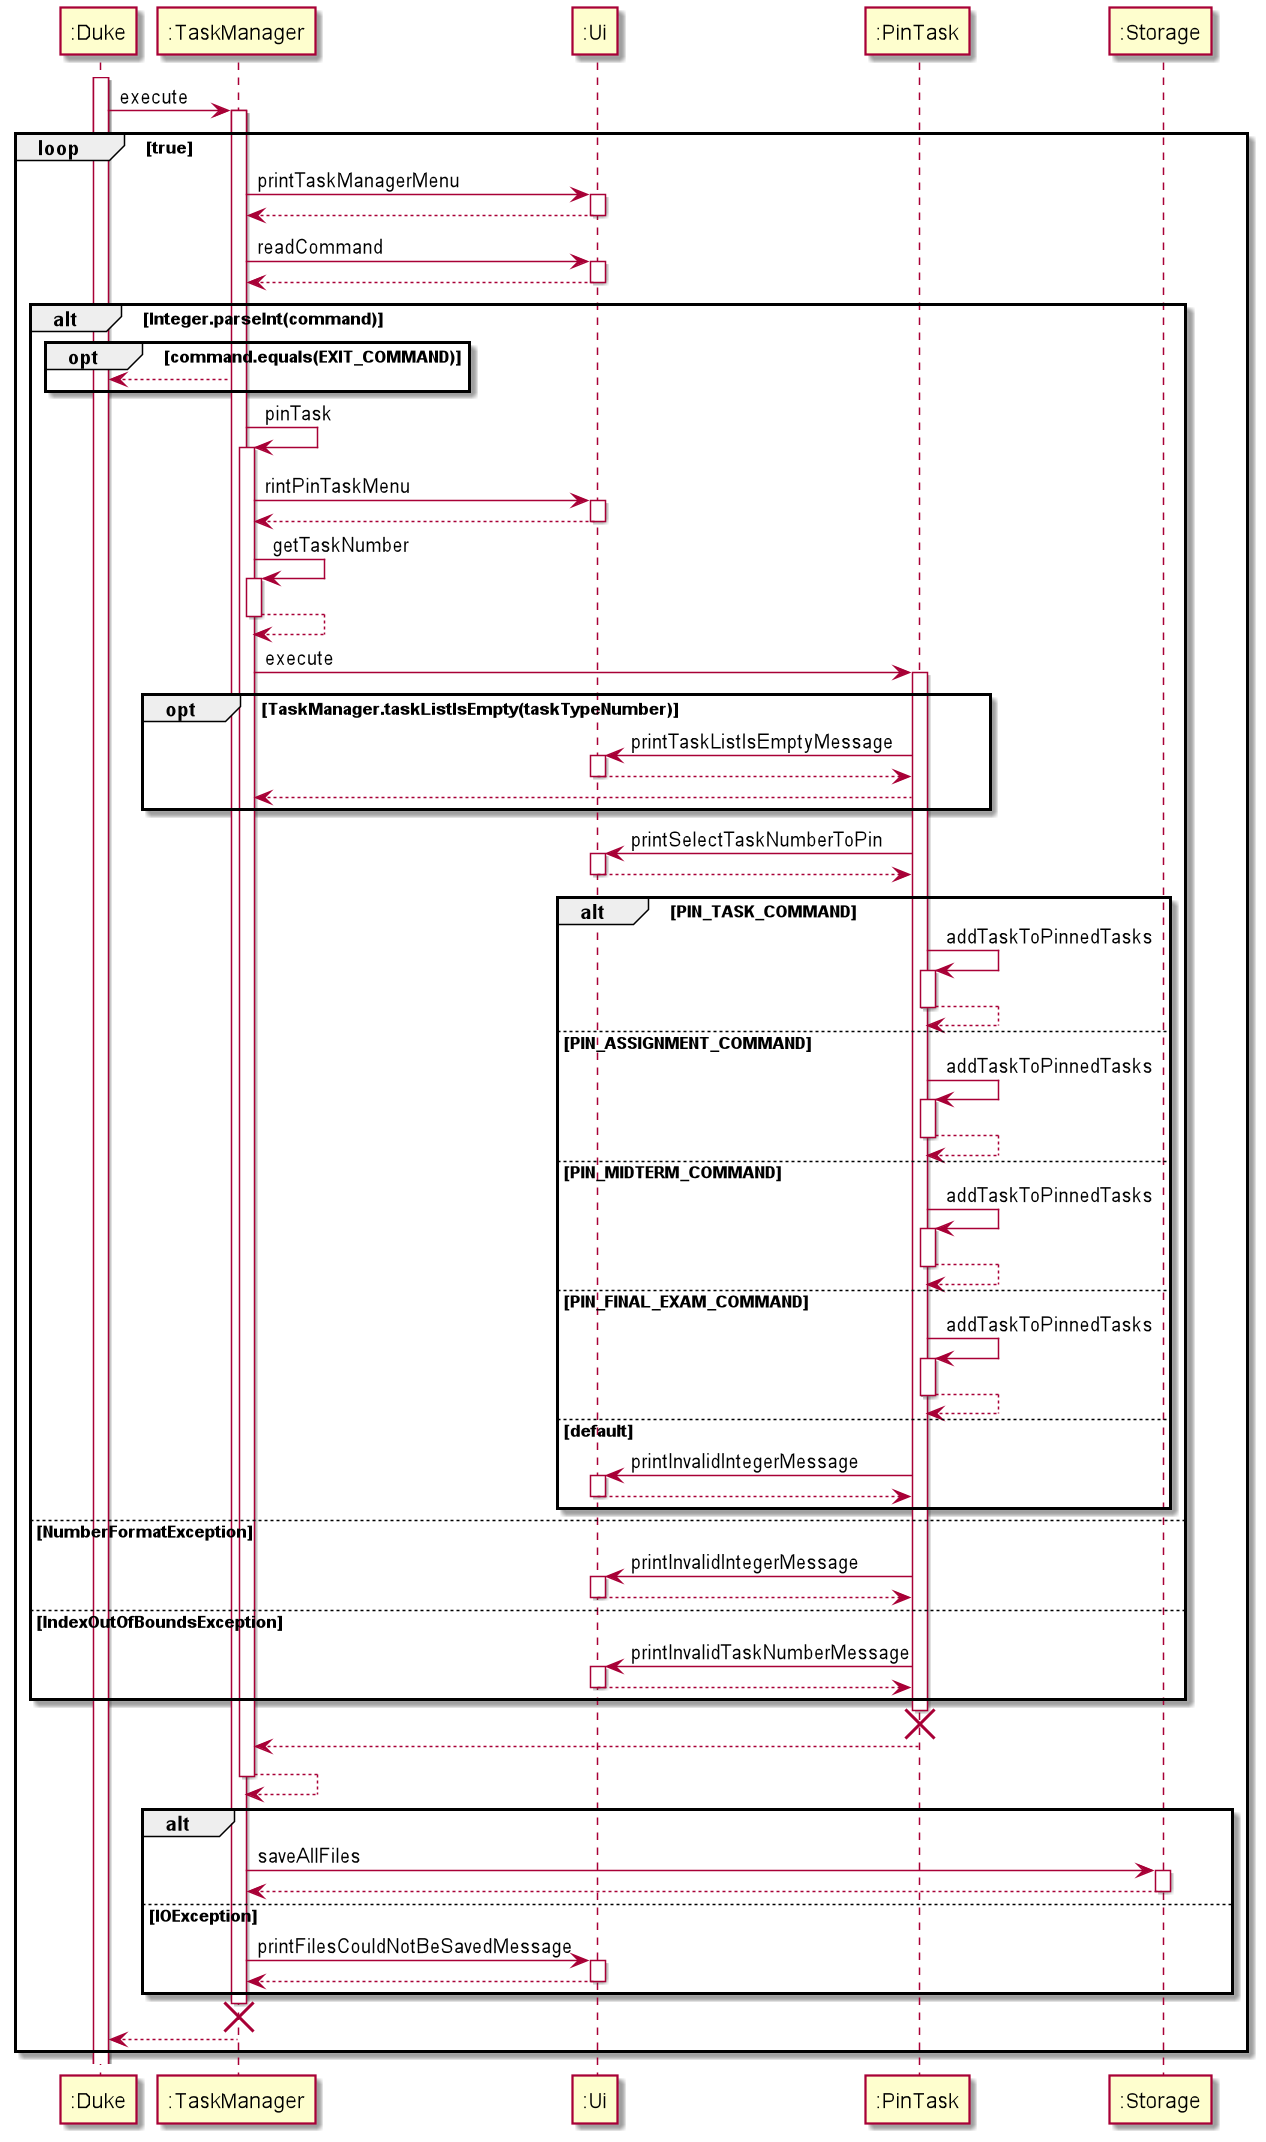 :Duke :TaskManager :Ui :PinTask :Storage
execute
loop [true]
printTaskManagerMenu
readCommand
alt [Integer.parseInt(command)]
opt [command.equals(EXIT_COMMAND)]
pinTask
rintPinTaskMenu
getTaskNumber
execute
opt [TaskManager.taskListIsEmpty(taskTypeNumber)]
printTaskListIsEmptyMessage
printSelectTaskNumberToPin
alt [PIN_TASK_COMMAND]
addTaskToPinnedTasks
[PIN_ASSIGNMENT_COMMAND]
addTaskToPinnedTasks
[PIN_MIDTERM_COMMAND]
addTaskToPinnedTasks
[PIN_FINAL_EXAM_COMMAND]
addTaskToPinnedTasks
[default]
printInvalidIntegerMessage
[NumberFormatException]
printInvalidIntegerMessage
[IndexOutOfBoundsException]
printInvalidTaskNumberMessage
alt
saveAllFiles
[IOException]
printFilesCouldNotBeSavedMessage
:Duke :TaskManager :Ui :PinTask :Storage